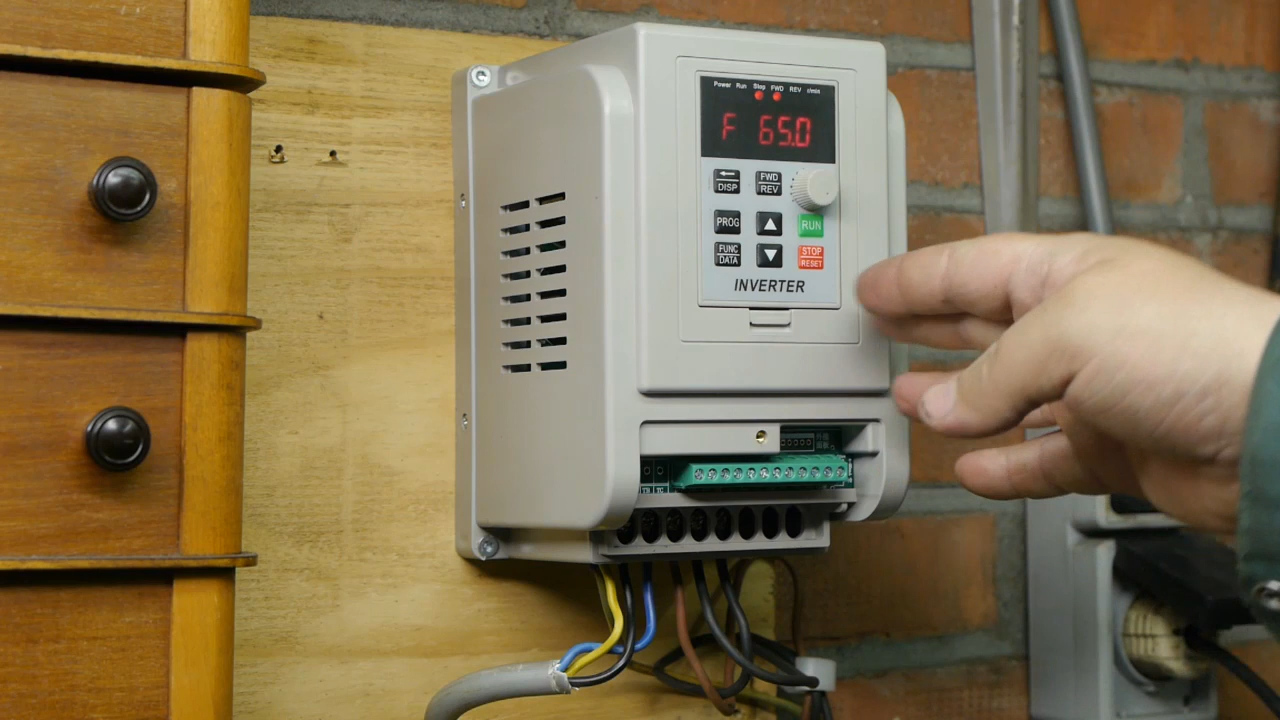 Power Run Stop FWD REV r/min
F 65.0
DISP
FWD
REV
PROG
RUN
FUNC
DATA
STOP
RESET
INVERTER